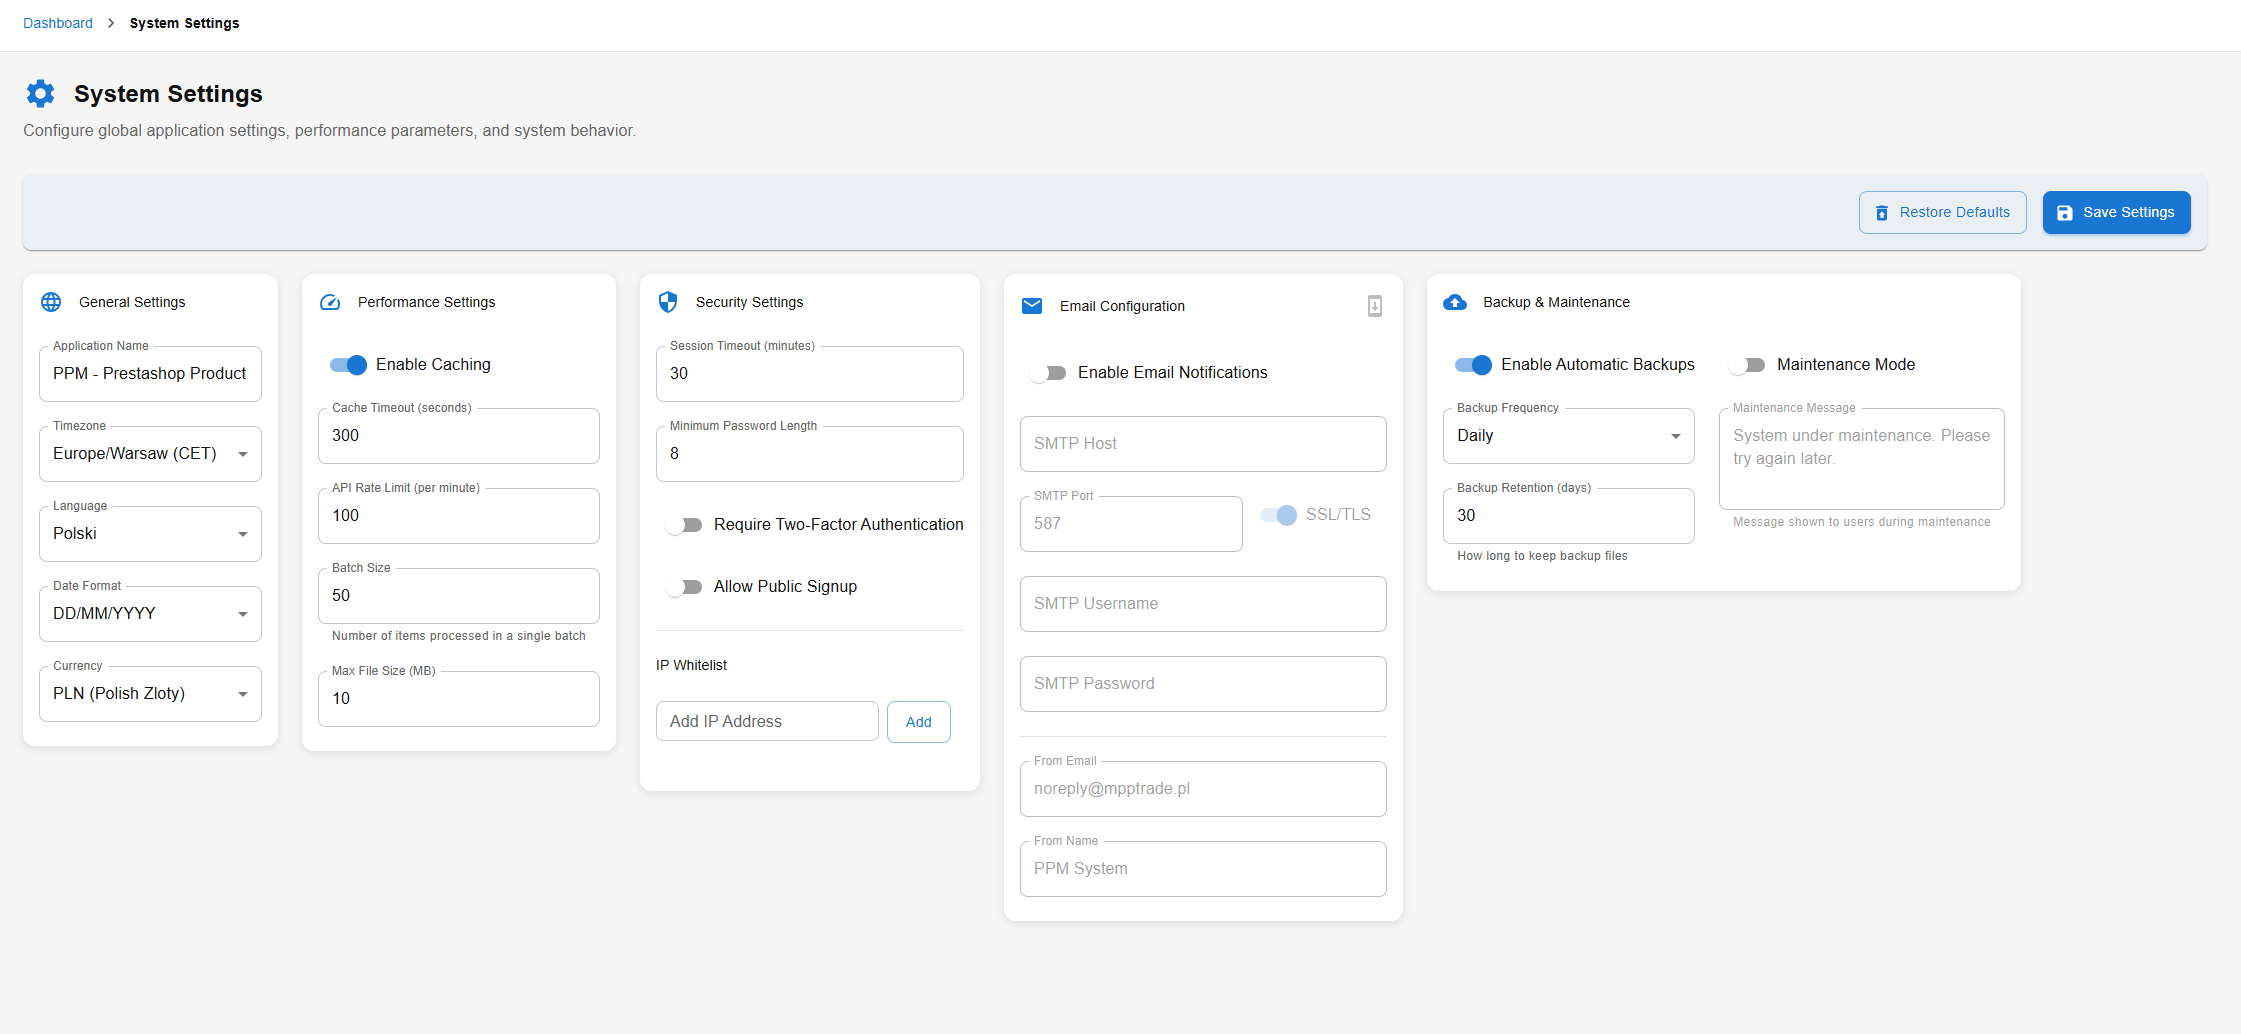 Dashboard > System Settings
System Settings
Configure global application settings, performance parameters, and system behavior.
Restore Defaults
Save Settings
General Settings
Application Name
PPM - Prestashop Product
Timezone
Europe/Warsaw (CET)
Language
Polski
Date Format
DD/MM/YYYY
Currency
PLN (Polish Zloty)
Performance Settings
Enable Caching
Cache Timeout (seconds)
300
API Rate Limit (per minute)
100
Batch Size
50
Number of items processed in a single batch
Max File Size (MB)
10
Security Settings
Session Timeout (minutes)
30
Minimum Password Length
8
Require Two-Factor Authentication
Allow Public Signup
IP Whitelist
Add IP Address
Add
Email Configuration
Enable Email Notifications
SMTP Host
SMTP Port
587
SSL/TLS
SMTP Username
SMTP Password
From Email
noreply@mpptrade.pl
From Name
PPM System
Backup & Maintenance
Enable Automatic Backups
Backup Frequency
Daily
Backup Retention (days)
30
How long to keep backup files
Maintenance Mode
Maintenance Message
System under maintenance. Please
try again later.
Message shown to users during maintenance